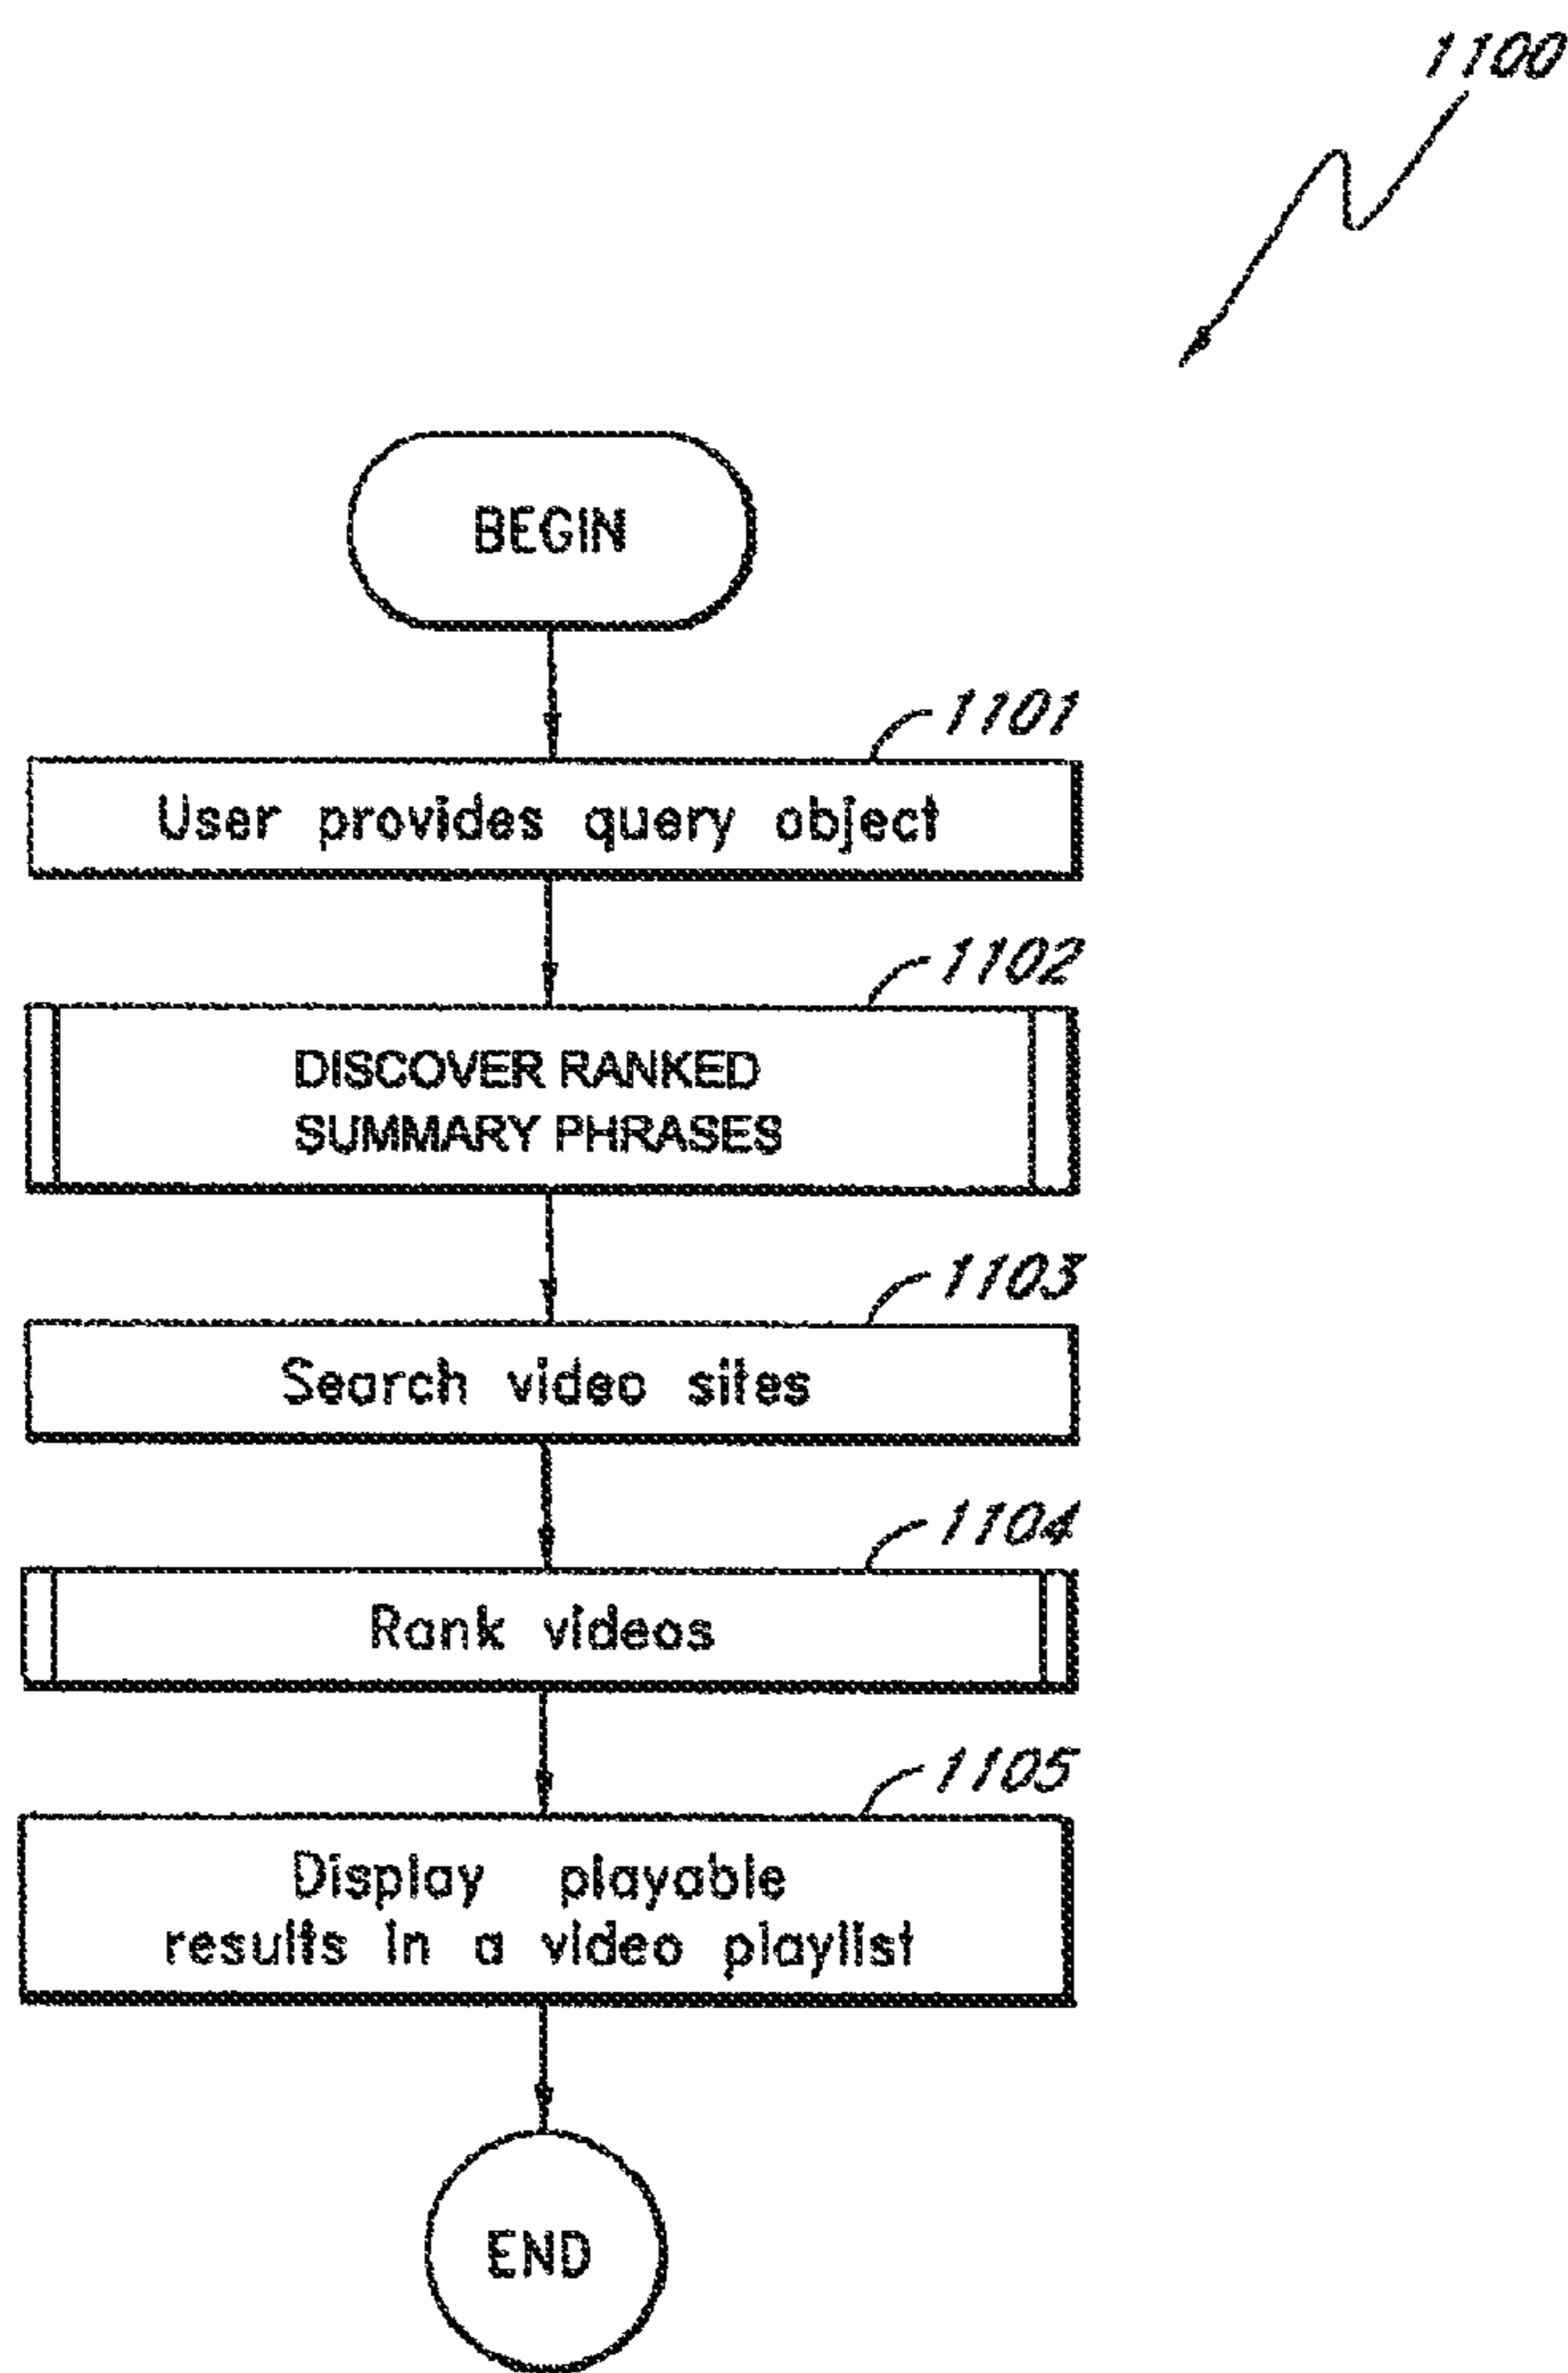 1100
BEGIN
1101
User provides query object
1102
DISCOVER RANKED
SUMMARY PHRASES
1103
Search video sites
1104
Rank videos
1105
Display playable
results in a video playlist
END